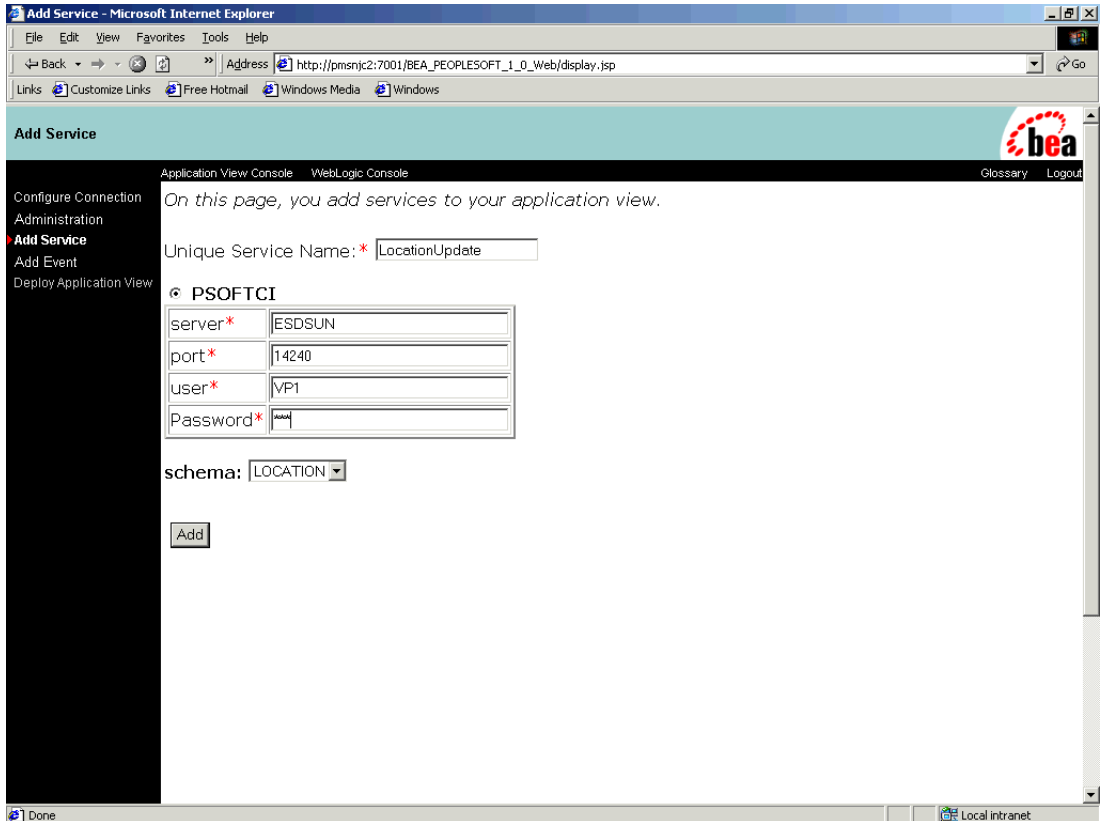 Add Service - Microsoft Internet Explorer
File Edit View Favorites Tools Help
Back » Address http://pmsnjc2:7001/BEA_PEOPLESOFT_1_0_Web/display.jsp Go
Links Customize Links Free Hotmail Windows Media Windows
Add Service
bea
Application View Console WebLogic Console Glossary Logout
Configure Connection
Administration
Add Service
Add Event
Deploy Application View
On this page, you add services to your application view.
Unique Service Name:* LocationUpdate
PSOFTCI
server* ESDSUN
port* 14240
user* VP1
Password* ***
schema: LOCATION
Add
Done Local intranet